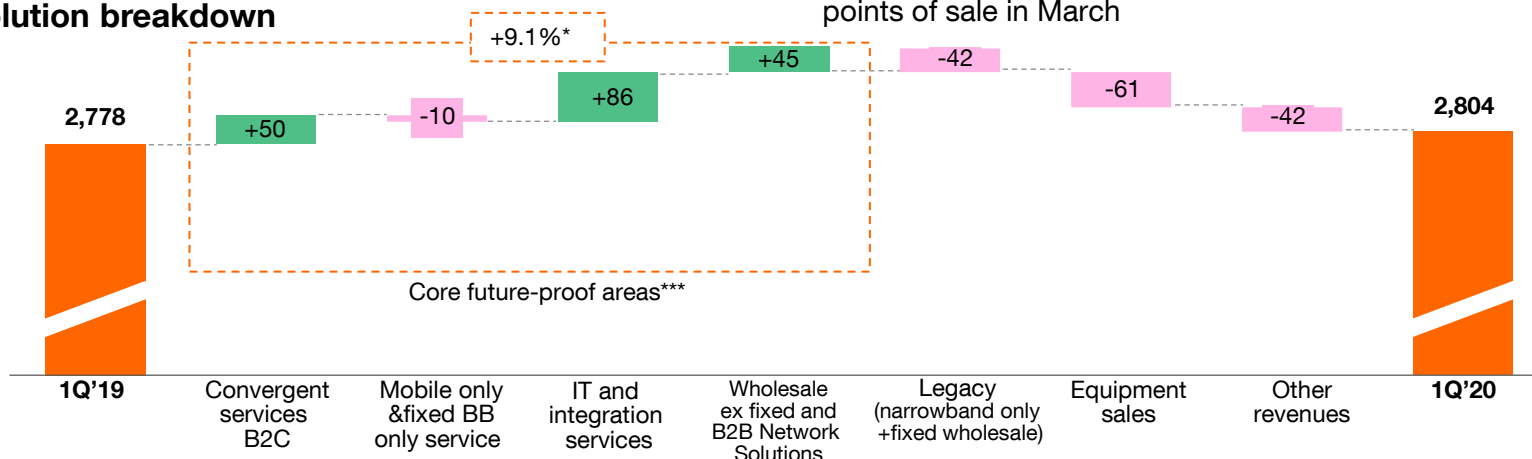 lution breakdown
points of sale in March
+9.1%*
2,778
+50
-10
+86
+45
-42
-61
-42
2,804
Core future-proof areas***
1Q'19
Convergent
services
B2C
Mobile only
&fixed BB
only service
IT and
integration
services
Wholesale
ex fixed and
B2B Network
Solutions
Legacy
(narrowband only
+fixed wholesale)
Equipment
sales
Other
revenues
1Q'20